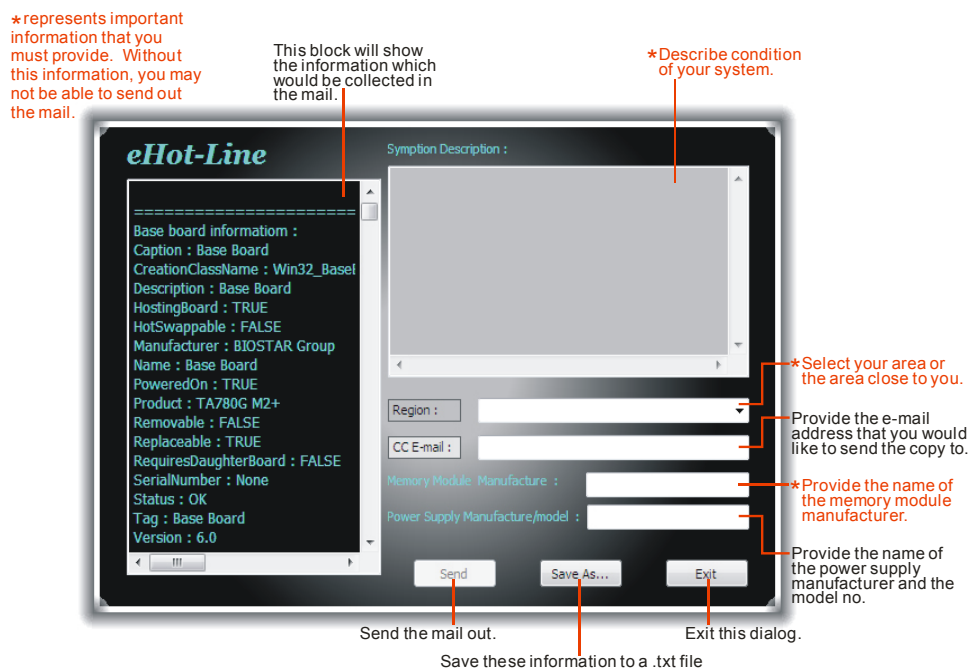 *represents important
information that you
must provide. Without
this information, you may
not be able to send out
the mail.
This block will show
the information which
would be collected in
the mail.
*Describe condition
of your system.
eHot-Line
Symption Description :
=======================
Base board informatiom :
Caption : Base Board
CreationClassName : Win32_BaseB
Description : Base Board
HostingBoard : TRUE
HotSwappable : FALSE
Manufacturer : BIOSTAR Group
Name : Base Board
PoweredOn : TRUE
Product : TA780G M2+
Removable : FALSE
Replaceable : TRUE
RequiresDaughterBoard : FALSE
SerialNumber : None
Status : OK
Tag : Base Board
Version : 6.0
Region :
CC E-mail :
Memory Module Manufacture :
Power Supply Manufacture/model :
Send
Save As...
Exit
*Select your area or
the area close to you.
Provide the e-mail
address that you would
like to send the copy to.
*Provide the name of
the memory module
manufacturer.
Provide the name of
the power supply
manufacturer and the
model no.
Send the mail out.
Exit this dialog.
Save these information to a .txt file